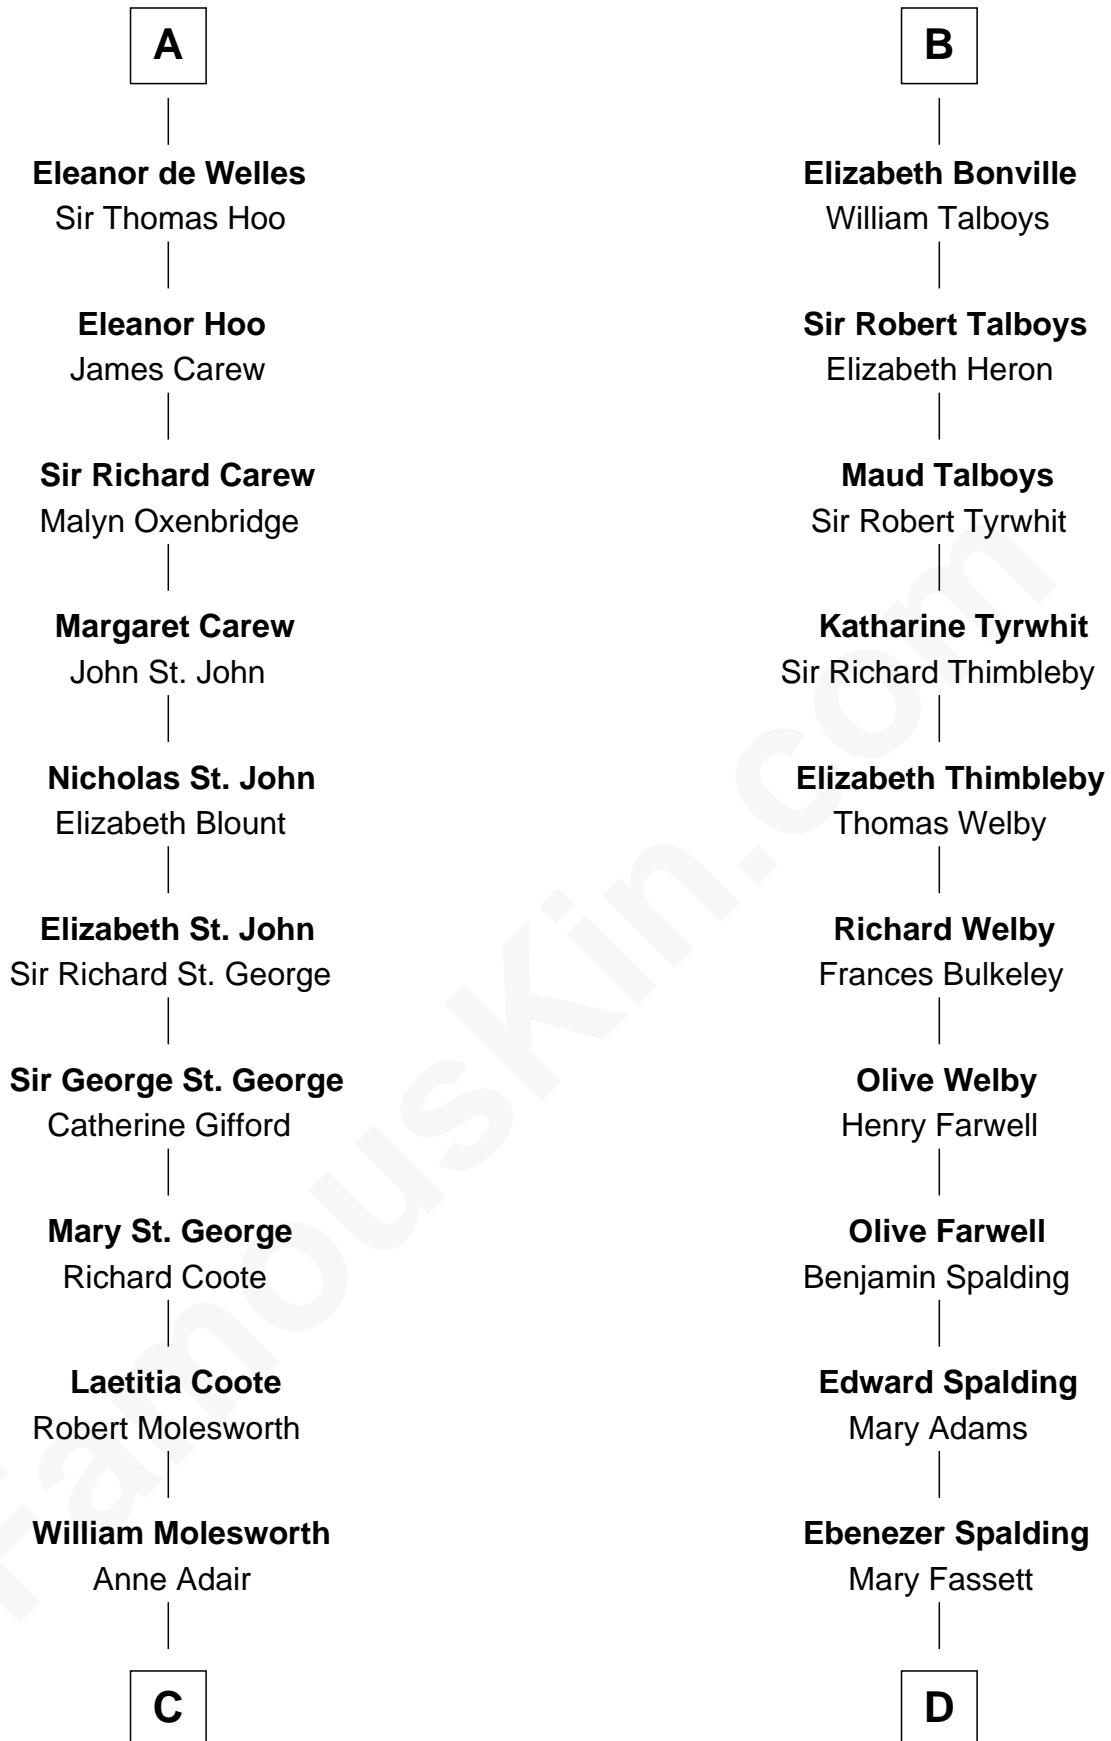 A
Eleanor de Welles
Sir Thomas Hoo
Eleanor Hoo
James Carew
Sir Richard Carew
Malyn Oxenbridge
Margaret Carew
John St. John
Nicholas St. John
Elizabeth Blount
Elizabeth St. John
Sir Richard St. George
Sir George St. George
Catherine Gifford
Mary St. George
Richard Coote
Laetitia Coote
Robert Molesworth
William Molesworth
Anne Adair
C
B
Elizabeth Bonville
William Talboys
Sir Robert Talboys
Elizabeth Heron
Maud Talboys
Sir Robert Tyrwhit
Katharine Tyrwhit
Sir Richard Thimbleby
Elizabeth Thimbleby
Thomas Welby
Richard Welby
Frances Bulkeley
Olive Welby
Henry Farwell
Olive Farwell
Benjamin Spalding
Edward Spalding
Mary Adams
Ebenezer Spalding
Mary Fassett
D
FamousKin.com